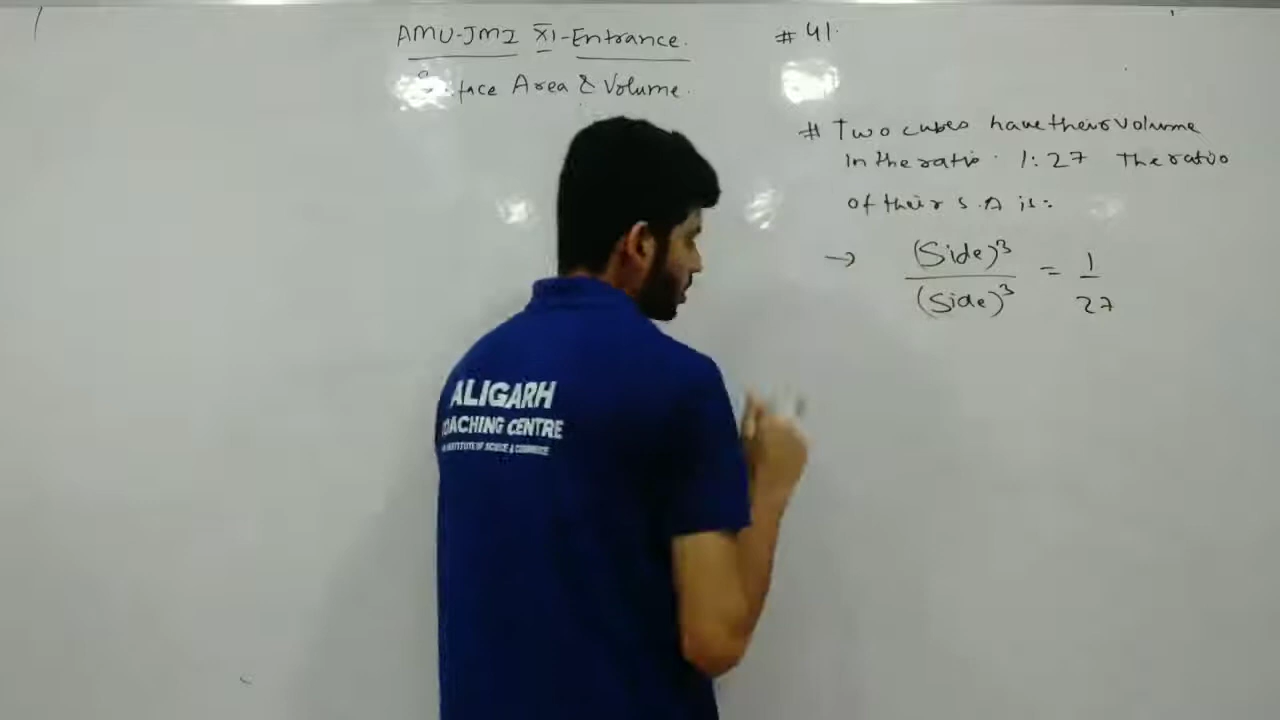 AMU-JMI XI-Entrance.
# 41.
face Area & Volume.
# Two cubes have their volume
in the ratio . 1:27 The ratio
of their S.A is:
→ (Side)³ / (Side)³ = 1 / 27
ALIGARH
OACHING CENTRE